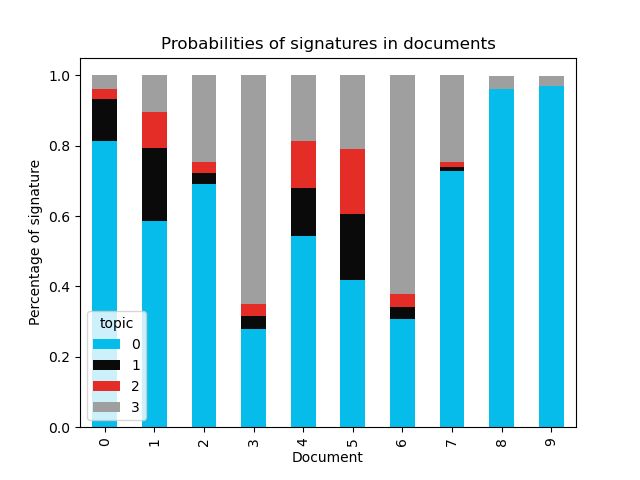 Probabilities of signatures in documents
Percentage of signature
1.0
0.8
0.6
0.4
0.2
0.0
topic
0
1
2
3
0 1 2 3 4 5 6 7 8 9
Document